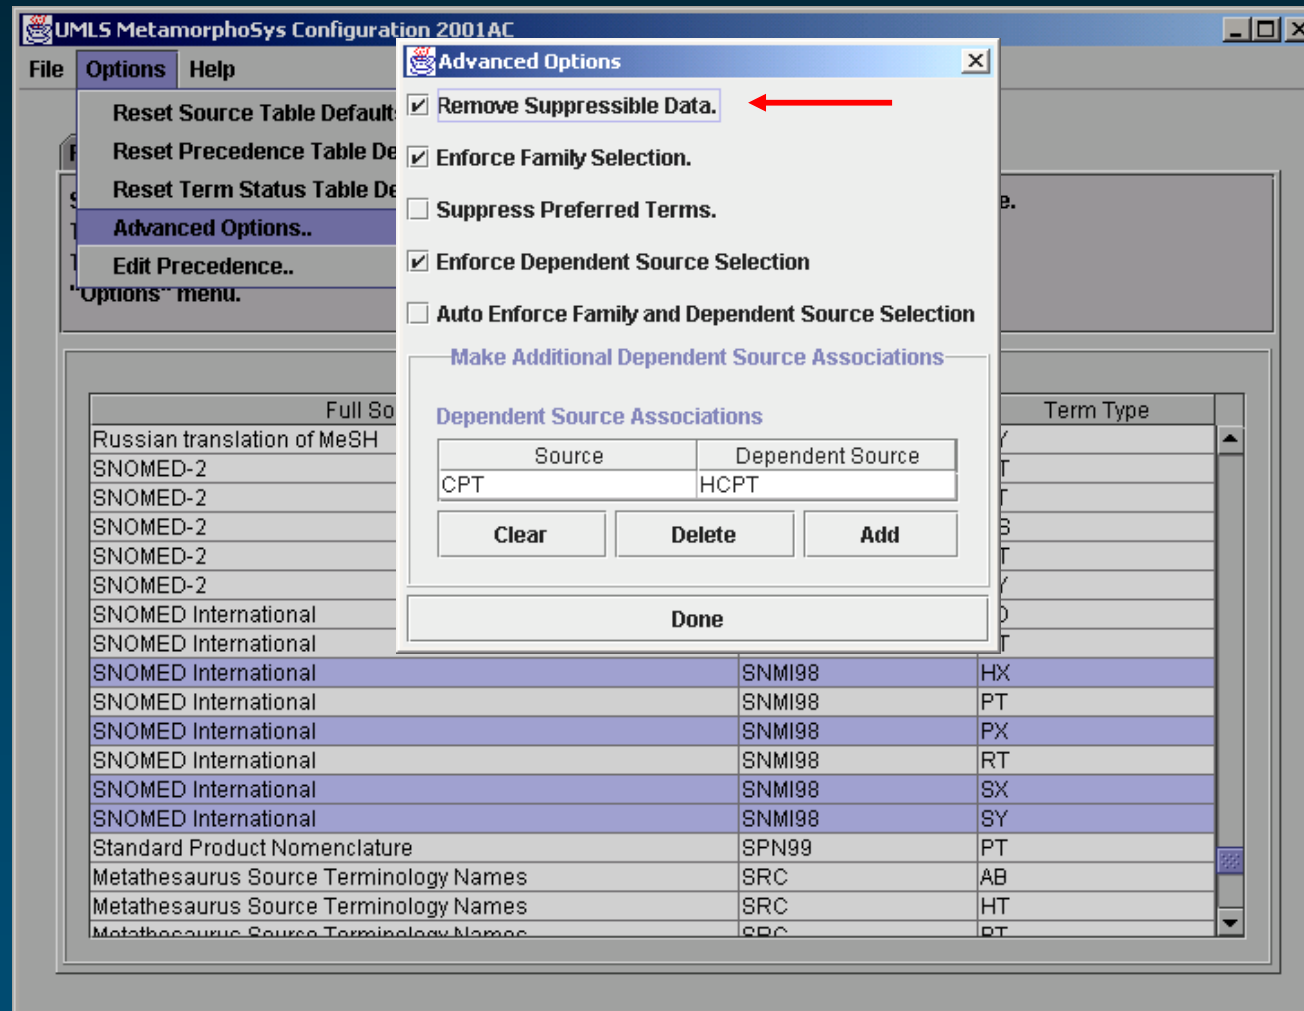 UMLS MetamorphoSys Configuration 2001AC
File Options Help
Reset Source Table Default
Reset Precedence Table De
Reset Term Status Table De
Advanced Options..
Edit Precedence..
"Options" menu.
e.
Advanced Options
Remove Suppressible Data.
Enforce Family Selection.
Suppress Preferred Terms.
Enforce Dependent Source Selection
Auto Enforce Family and Dependent Source Selection
Make Additional Dependent Source Associations
Dependent Source Associations
Source Dependent Source
CPT HCPT
Clear Delete Add
Done
Full So Term Type
Russian translation of MeSH
SNOMED-2
SNOMED-2
SNOMED-2
SNOMED-2
SNOMED-2
SNOMED International
SNOMED International
SNOMED International SNMI98 HX
SNOMED International SNMI98 PT
SNOMED International SNMI98 PX
SNOMED International SNMI98 RT
SNOMED International SNMI98 SX
SNOMED International SNMI98 SY
Standard Product Nomenclature SPN99 PT
Metathesaurus Source Terminology Names SRC AB
Metathesaurus Source Terminology Names SRC HT
Metathesaurus Source Terminology Names SRC PT